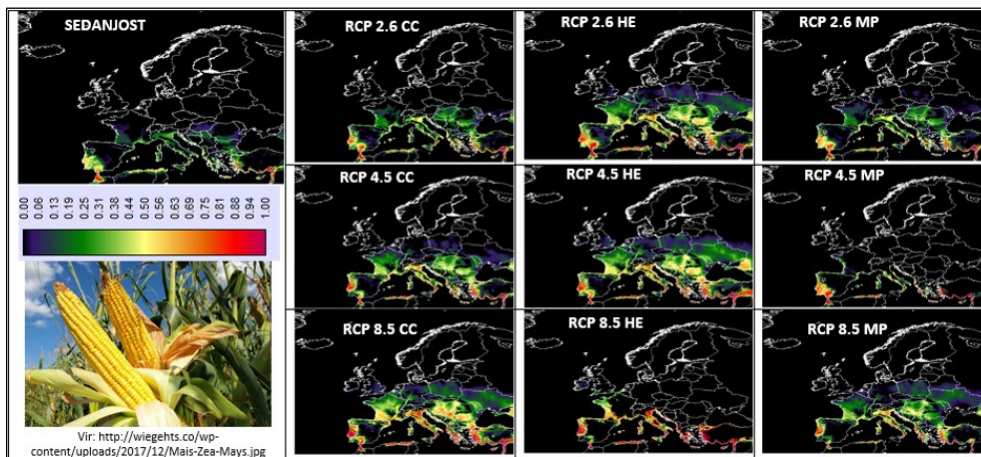 SEDANJOST
RCP 2.6 CC
RCP 2.6 HE
RCP 2.6 MP
RCP 4.5 CC
RCP 4.5 HE
RCP 4.5 MP
0.00
0.06
0.13
0.19
0.25
0.31
0.38
0.44
0.50
0.56
0.63
0.69
0.75
0.81
0.88
0.94
1.00
RCP 8.5 CC
RCP 8.5 HE
RCP 8.5 MP
Vir: http://wiegehts.co/wp-
content/uploads/2017/12/Mais-Zea-Mays.jpg